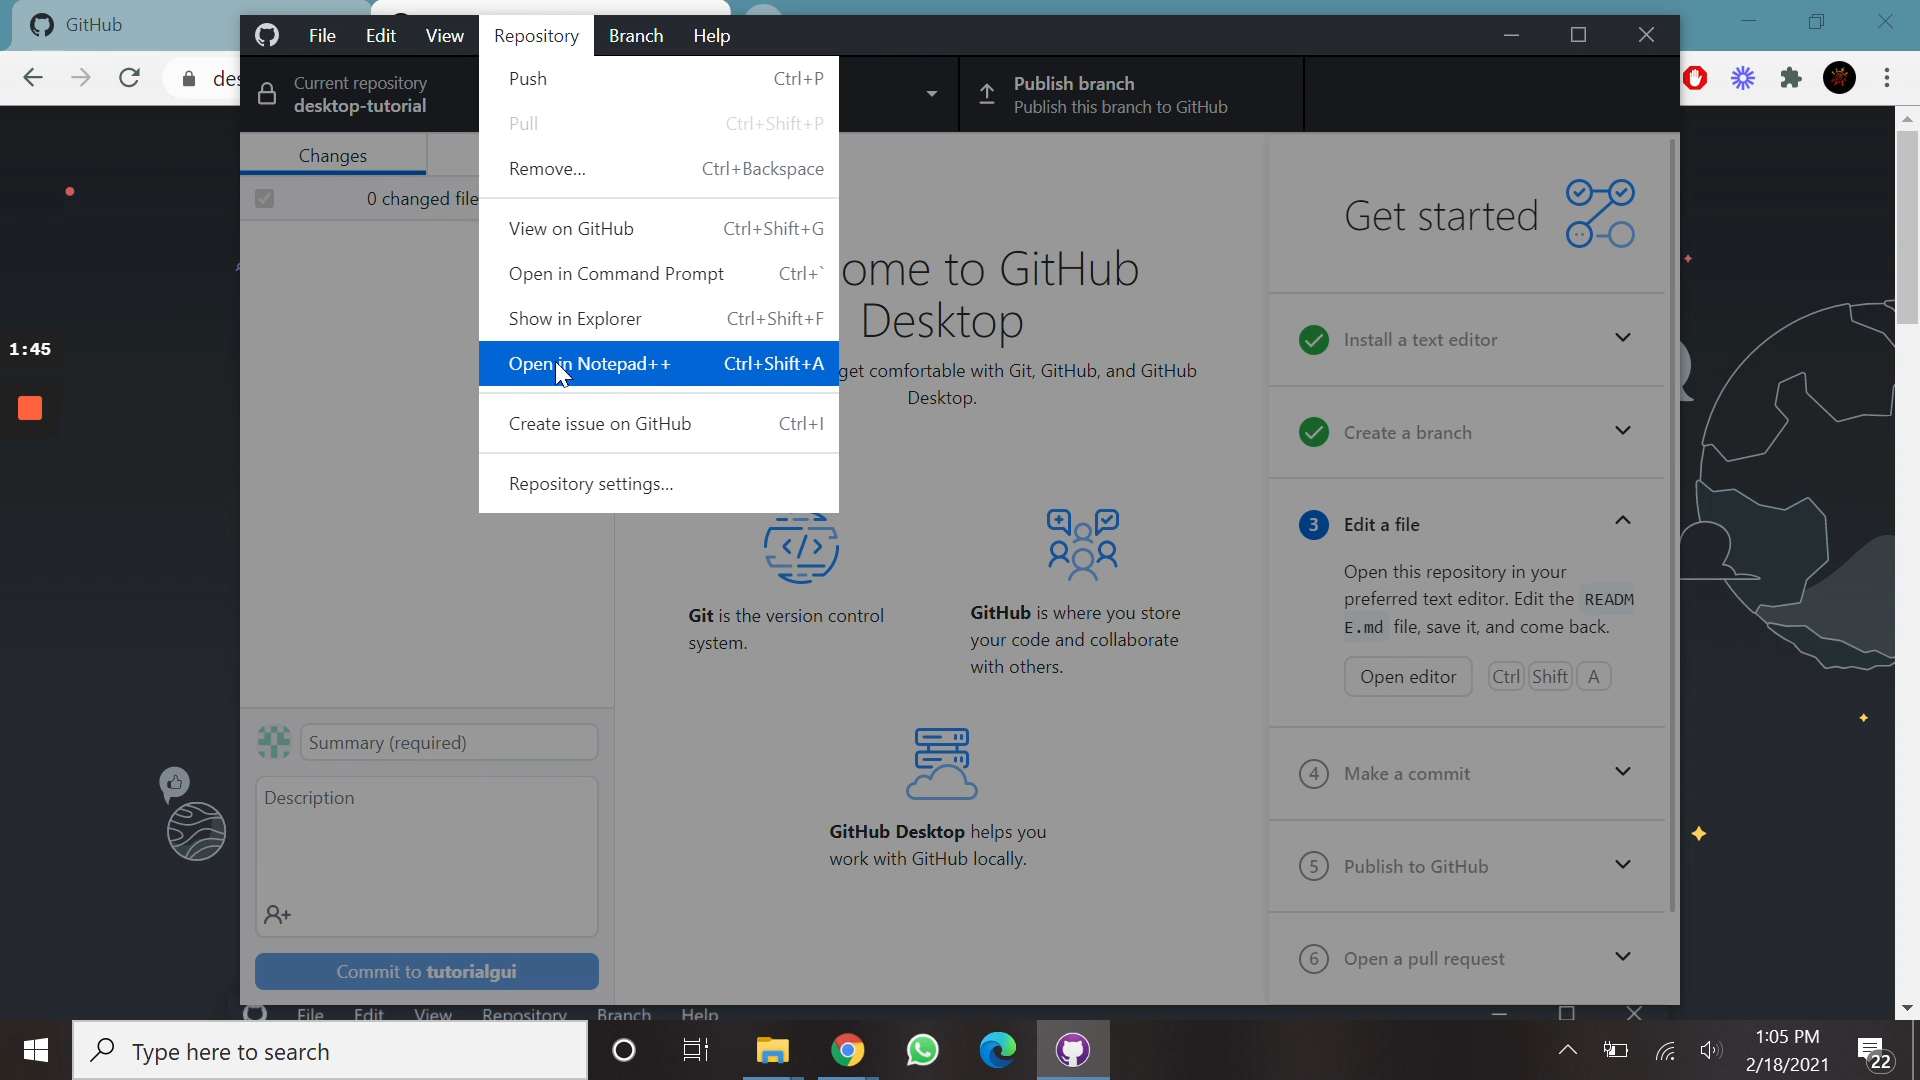 GitHub
File Edit View Repository Branch Help
des
Current repository
desktop-tutorial
Publish branch
Publish this branch to GitHub
Push Ctrl+P
Pull Ctrl+Shift+P
Remove... Ctrl+Backspace
View on GitHub Ctrl+Shift+G
Open in Command Prompt Ctrl+`
Show in Explorer Ctrl+Shift+F
Open in Notepad++ Ctrl+Shift+A
Create issue on GitHub Ctrl+I
Repository settings...
Changes
0 changed file
1:45
ome to GitHub
Desktop
get comfortable with Git, GitHub, and GitHub
Desktop.
Git is the version control
system.
GitHub is where you store
your code and collaborate
with others.
GitHub Desktop helps you
work with GitHub locally.
Get started
Install a text editor
Create a branch
3 Edit a file
Open this repository in your
preferred text editor. Edit the READM
E.md file, save it, and come back.
Open editor Ctrl Shift A
4 Make a commit
5 Publish to GitHub
6 Open a pull request
Summary (required)
Description
Commit to tutorialgui
File Edit View Repository Branch Help
Type here to search
1:05 PM
2/18/2021
22